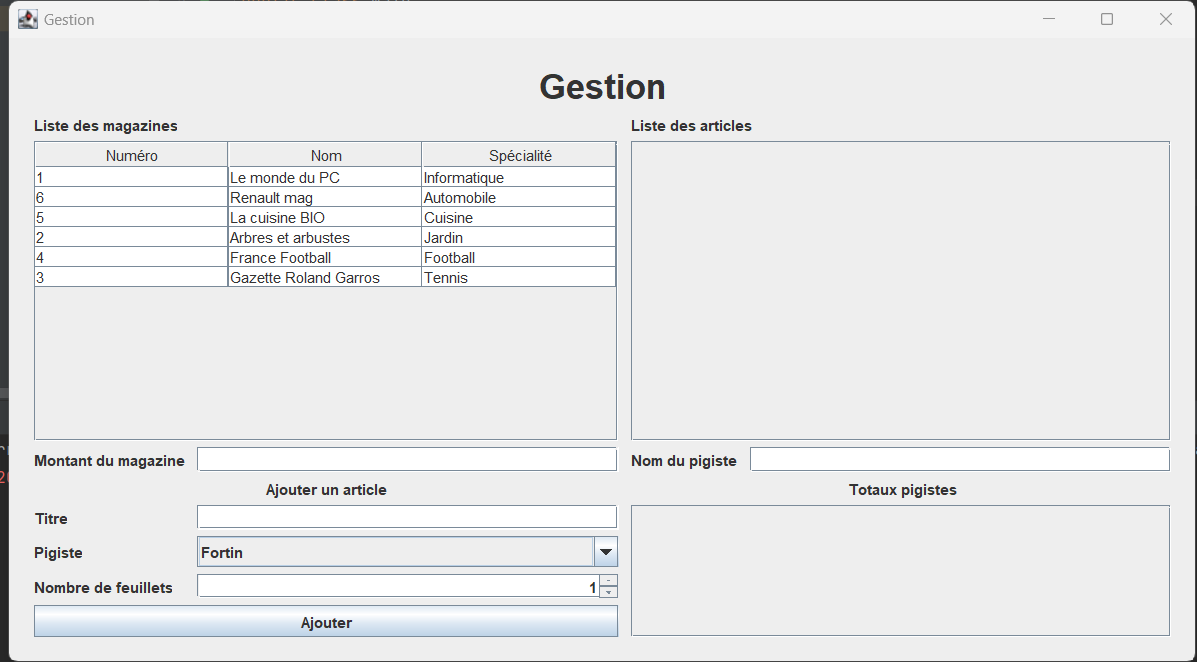 Gestion
Gestion
Liste des magazines
Liste des articles
Numéro Nom Spécialité
1 Le monde du PC Informatique
6 Renault mag Automobile
5 La cuisine BIO Cuisine
2 Arbres et arbustes Jardin
4 France Football Football
3 Gazette Roland Garros Tennis
Montant du magazine
Nom du pigiste
Ajouter un article
Totaux pigistes
Titre
Pigiste Fortin
Nombre de feuillets 1
Ajouter